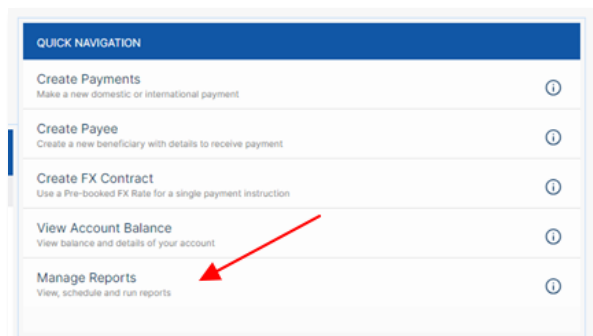 QUICK NAVIGATION
Create Payments
Make a new domestic or international payment
Create Payee
Create a new beneficiary with details to receive payment
Create FX Contract
Use a Pre-booked FX Rate for a single payment instruction
View Account Balance
View balance and details of your account
Manage Reports
View, schedule and run reports